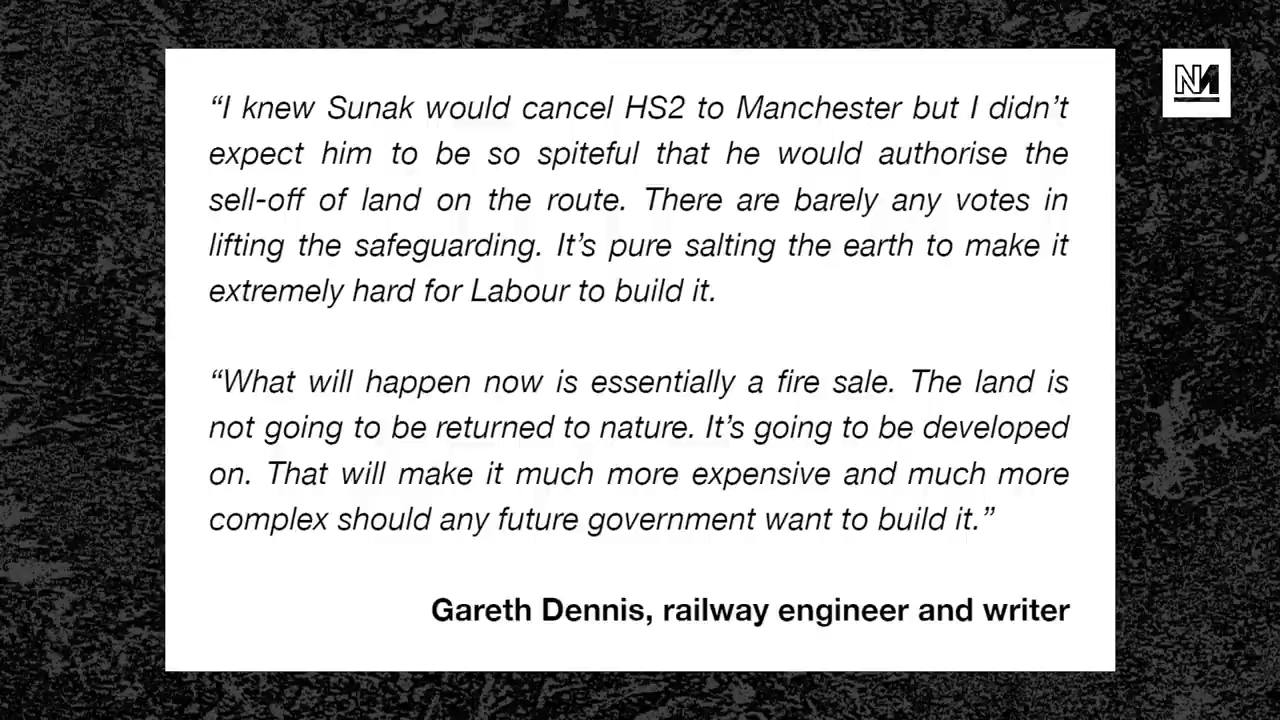 “I knew Sunak would cancel HS2 to Manchester but I didn’t
expect him to be so spiteful that he would authorise the
sell-off of land on the route. There are barely any votes in
lifting the safeguarding. It’s pure salting the earth to make it
extremely hard for Labour to build it.
“What will happen now is essentially a fire sale. The land is
not going to be returned to nature. It’s going to be developed
on. That will make it much more expensive and much more
complex should any future government want to build it.”
Gareth Dennis, railway engineer and writer
NM